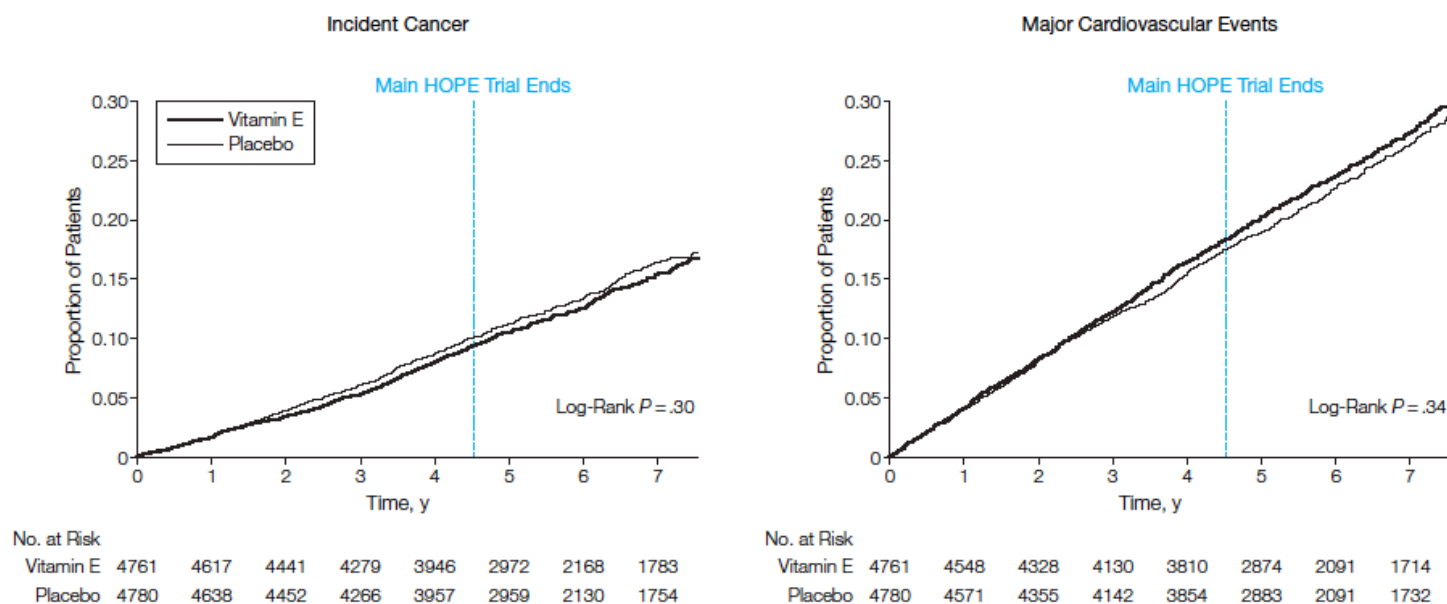 Incident Cancer
Main HOPE Trial Ends
Vitamin E
Placebo
0.30
0.25
0.20
0.15
0.10
0.05
0
Proportion of Patients
Log-Rank P = .30
0 1 2 3 4 5 6 7
Time, y
No. at Risk
Vitamin E 4761 4617 4441 4279 3946 2972 2168 1783
Placebo 4780 4638 4452 4266 3957 2959 2130 1754
Major Cardiovascular Events
Main HOPE Trial Ends
0.30
0.25
0.20
0.15
0.10
0.05
0
Proportion of Patients
Log-Rank P = .34
0 1 2 3 4 5 6 7
Time, y
No. at Risk
Vitamin E 4761 4548 4328 4130 3810 2874 2091 1714
Placebo 4780 4571 4355 4142 3854 2883 2091 1732